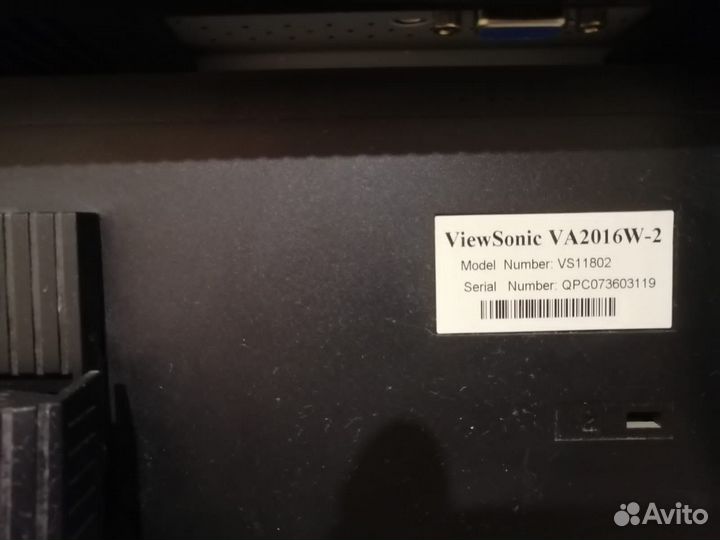 ViewSonic VA2016W-2
Model Number: VS11802
Serial Number: QPC073603119
Avito